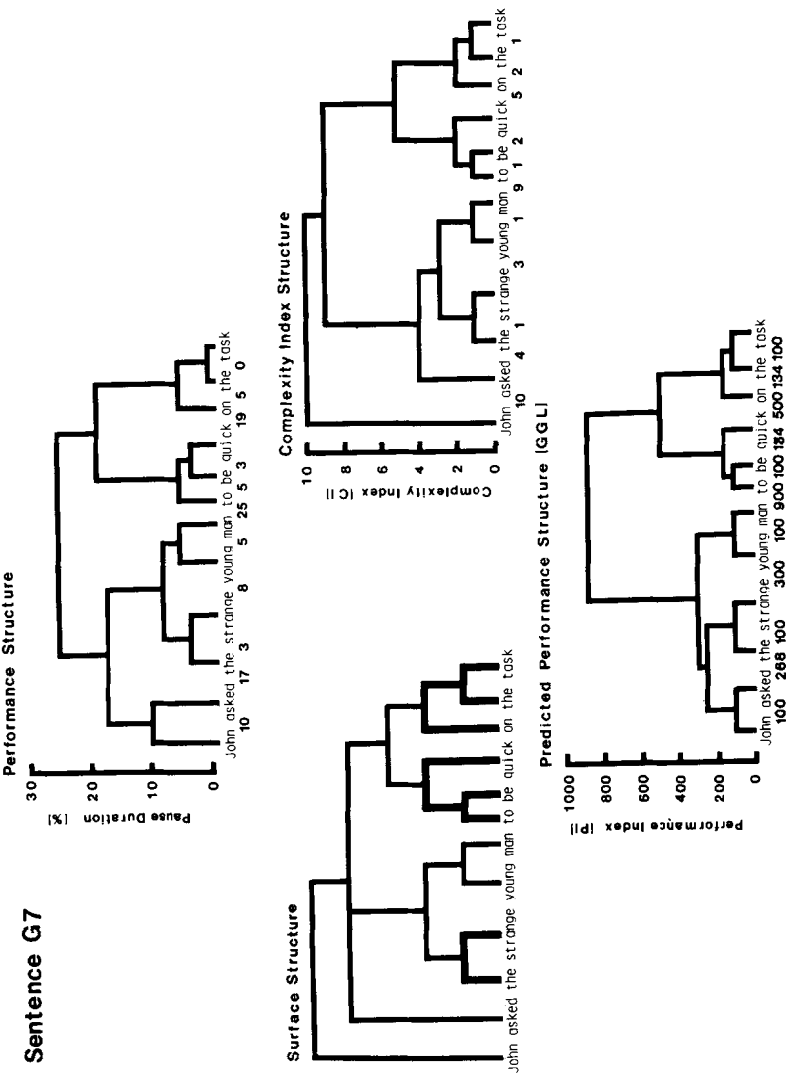 Sentence G7
Performance Structure
Pause Duration [%]
30
20
10
0
John asked the strange young man to be quick on the task
10 17 3 8 5 25 5 3 19 5 0
Surface Structure
John asked the strange young man to be quick on the task
Complexity Index Structure
Complexity Index [CI]
10
8
6
4
2
0
John asked the strange young man to be quick on the task
10 4 1 3 1 9 1 2 5 2 1
Predicted Performance Structure [GGL]
Performance Index [PI]
1000
800
600
400
200
0
John asked the strange young man to be quick on the task
100 268 100 300 100 900 100 184 500 134 100